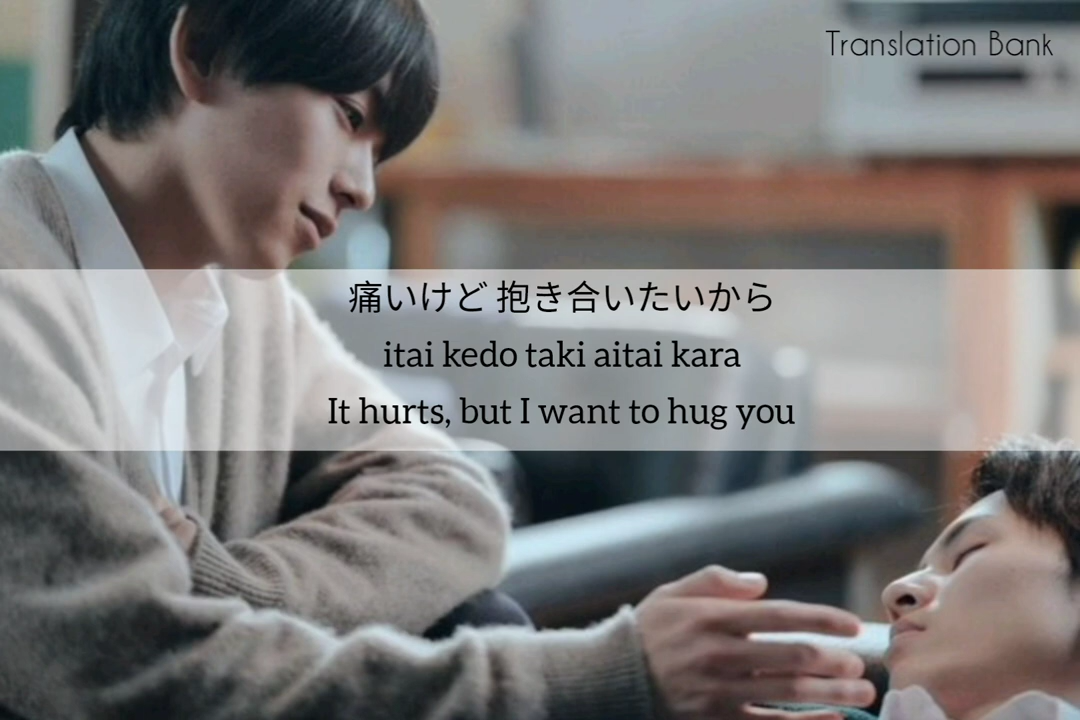 Translation Bank
痛いけど 抱き合いたいから
itai kedo taki aitai kara
It hurts, but I want to hug you